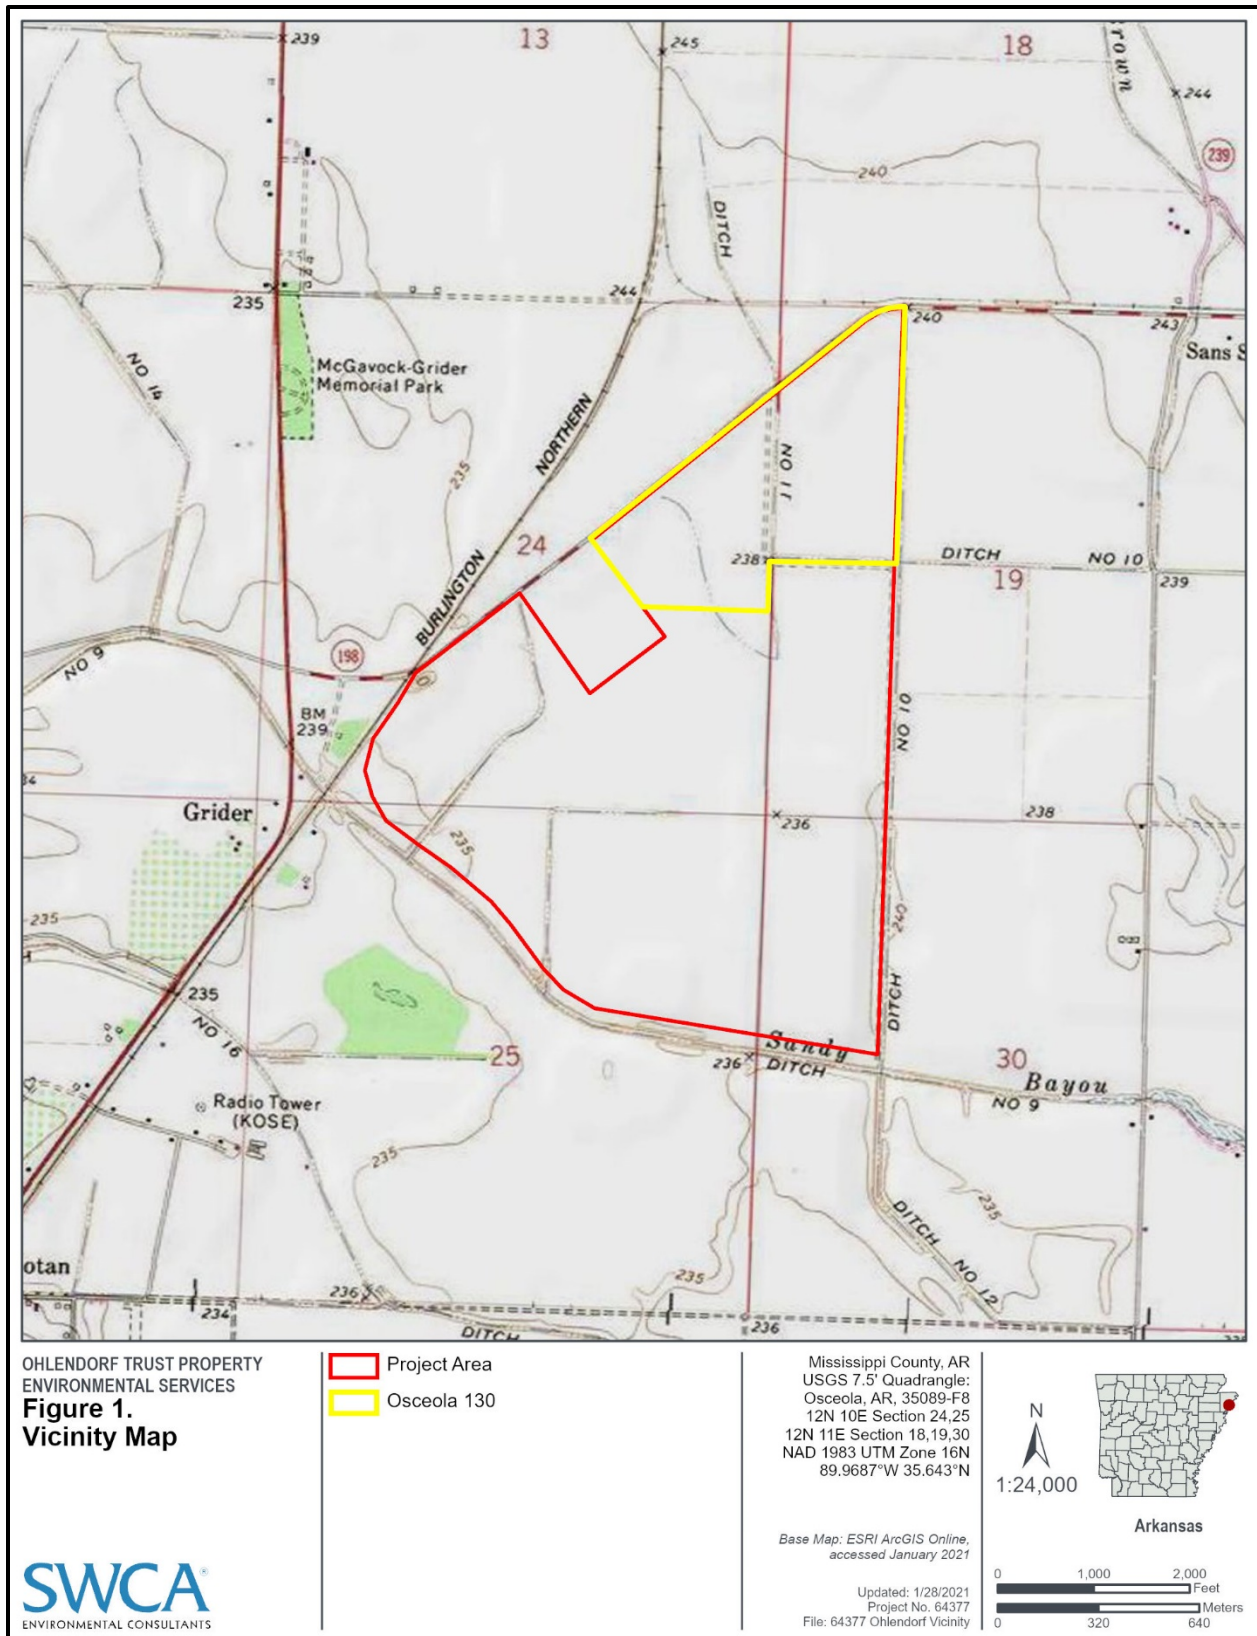 239
13
245
18
Brown
244
239
240
DITCH
235
244
240
243
Sans S
NO 14
McGavock-Grider
Memorial Park
NORTHERN
235
NO 11
24
BURLINGTON
238
DITCH
NO 10
19
239
NO 9
198
BM
239
NO 10
Grider
235
236
238
235
240
235
NO 16
DITCH
25
Sandy
236
DITCH
30
Bayou
NO 9
Radio Tower
(KOSE)
235
235
DITCH
NO 12
otan
235
234
236
DITCH
236
OHLENDORF TRUST PROPERTY
ENVIRONMENTAL SERVICES
Figure 1.
Vicinity Map
SWCA®
ENVIRONMENTAL CONSULTANTS
Project Area
Osceola 130
Mississippi County, AR
USGS 7.5' Quadrangle:
Osceola, AR, 35089-F8
12N 10E Section 24,25
12N 11E Section 18,19,30
NAD 1983 UTM Zone 16N
89.9687°W 35.643°N
Base Map: ESRI ArcGIS Online,
accessed January 2021
Updated: 1/28/2021
Project No. 64377
File: 64377 Ohlendorf Vicinity
N
1:24,000
Arkansas
0 1,000 2,000
Feet
Meters
0 320 640